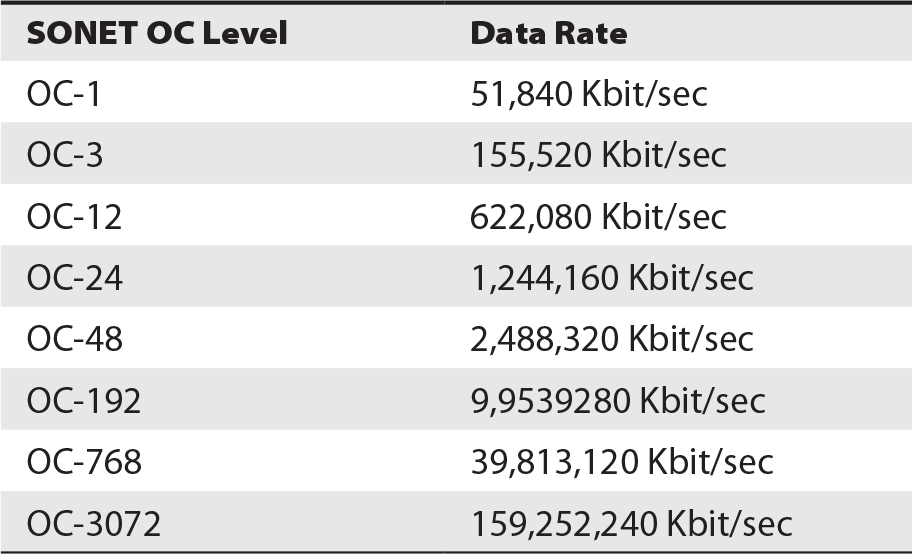 SONET OC Level Data Rate
OC-1 51,840 Kbit/sec
OC-3 155,520 Kbit/sec
OC-12 622,080 Kbit/sec
OC-24 1,244,160 Kbit/sec
OC-48 2,488,320 Kbit/sec
OC-192 9,9539280 Kbit/sec
OC-768 39,813,120 Kbit/sec
OC-3072 159,252,240 Kbit/sec